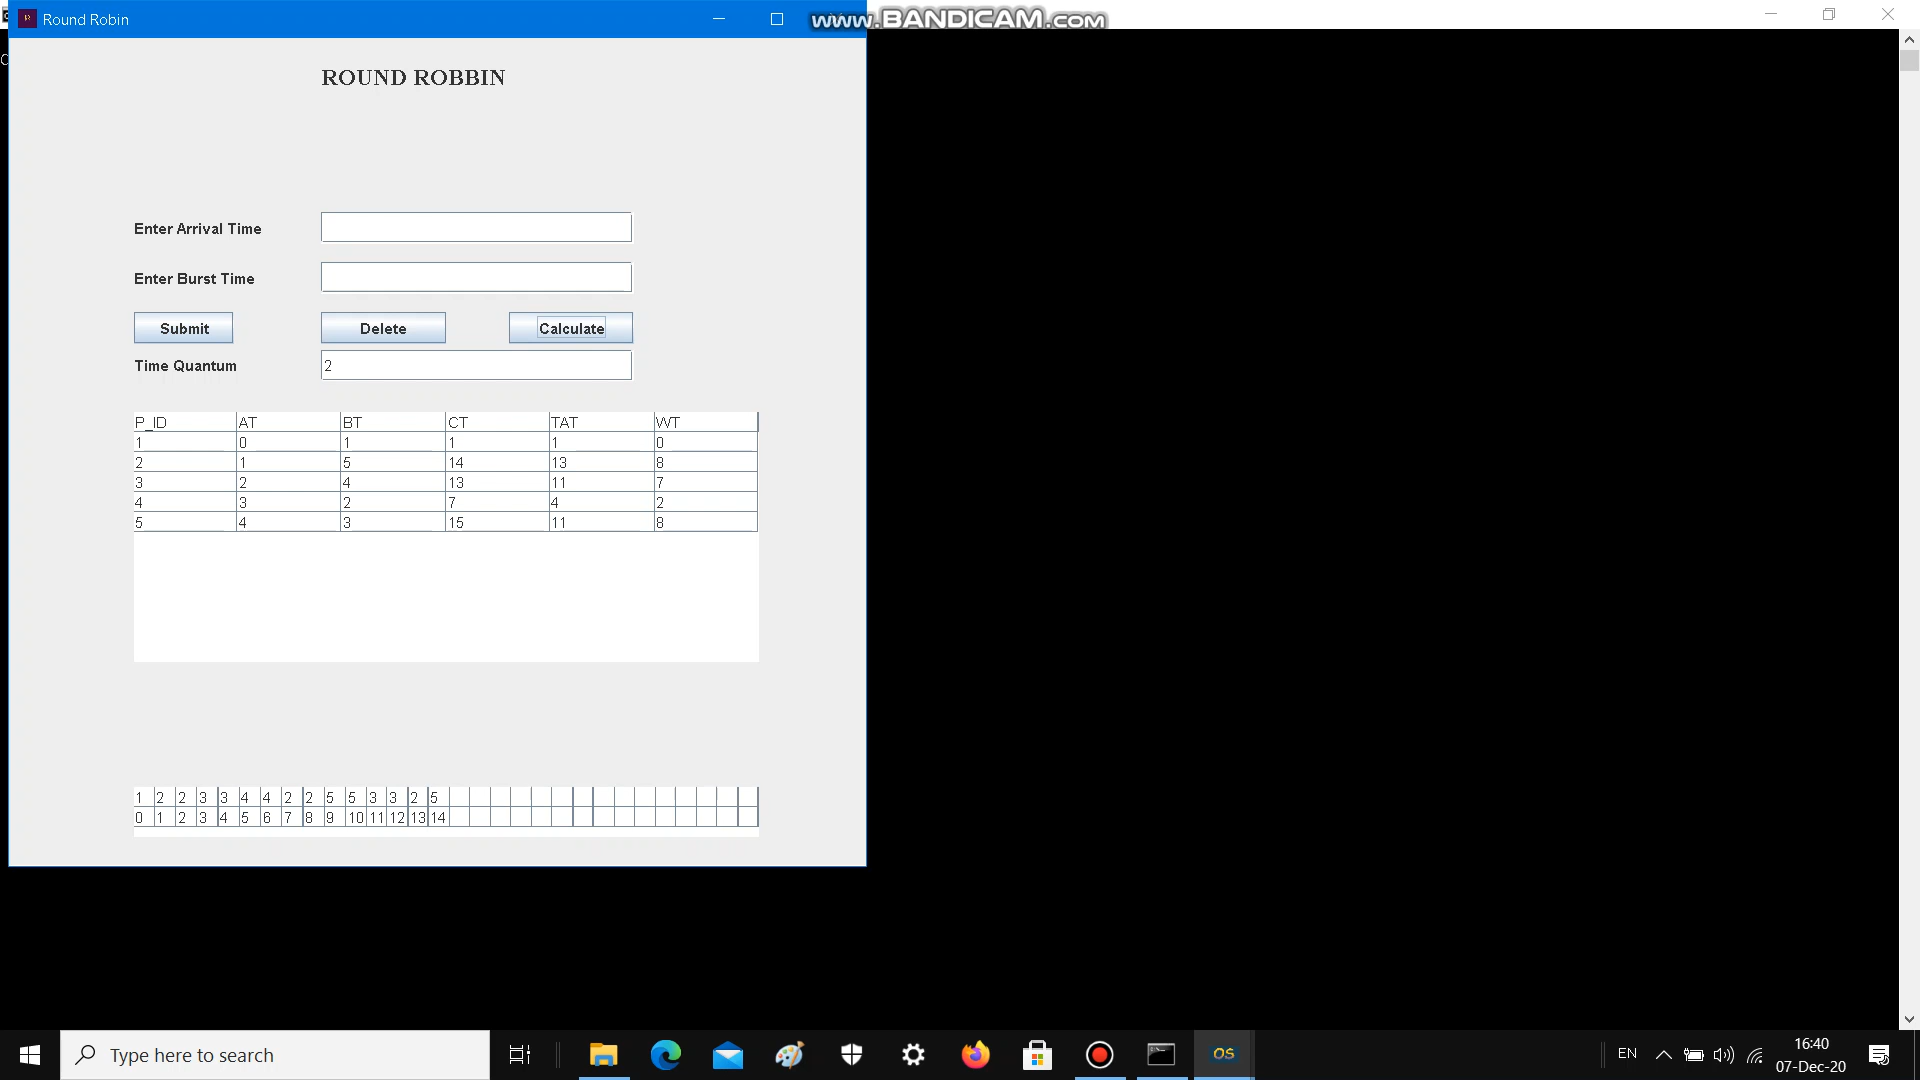 Round Robin
www.BANDICAM.com
ROUND ROBBIN
Enter Arrival Time
Enter Burst Time
Submit Delete Calculate
Time Quantum 2
P_ID AT BT CT TAT WT
1 0 1 1 1 0
2 1 5 14 13 8
3 2 4 13 11 7
4 3 2 7 4 2
5 4 3 15 11 8
1 2 2 3 3 4 4 2 2 5 5 3 3 2 5
0 1 2 3 4 5 6 7 8 9 10 11 12 13 14
Type here to search
OS
EN
16:40
07-Dec-20